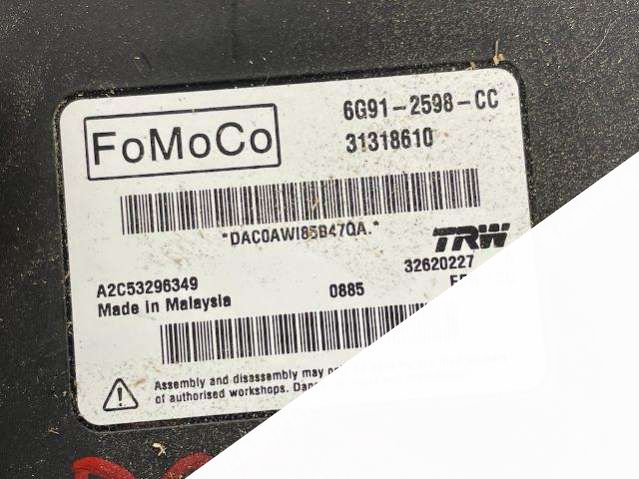 FoMoCo
6G91-2598-CC
31318610
TRW
32620227
A2C53296349
Made in Malaysia
0885
Assembly and disassembly may
of authorised workshops.